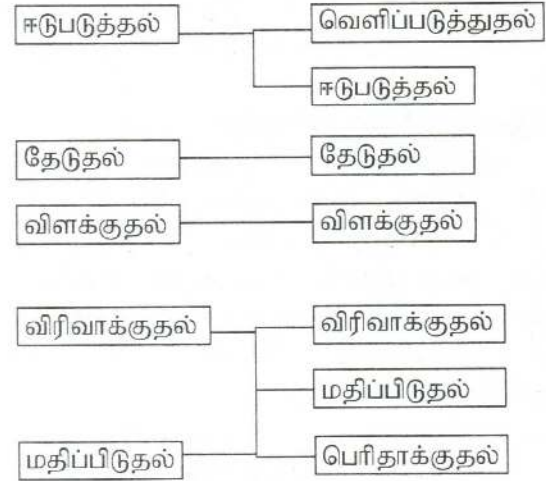 ஈடுபடுத்தல் வெளிப்படுத்துதல்
ஈடுபடுத்தல்
தேடுதல் தேடுதல்
விளக்குதல் விளக்குதல்
விரிவாக்குதல் விரிவாக்குதல்
மதிப்பிடுதல்
மதிப்பிடுதல் பெரிதாக்குதல்